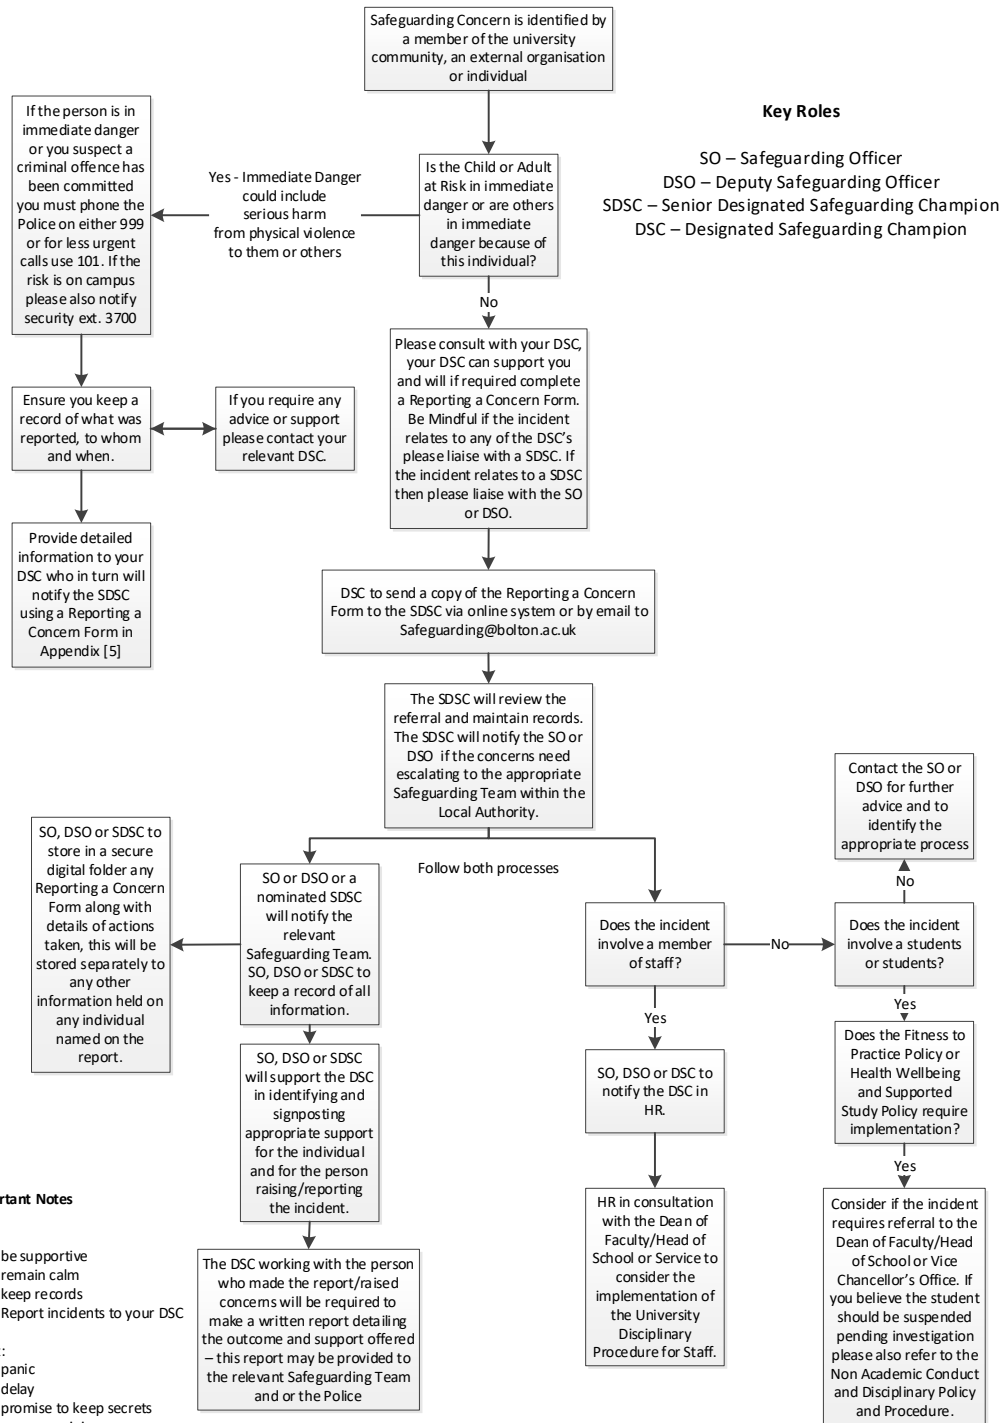 Safeguarding Concern is identified by
a member of the university
community, an external organisation
or individual
Key Roles
SO – Safeguarding Officer
DSO – Deputy Safeguarding Officer
SDSC – Senior Designated Safeguarding Champion
DSC – Designated Safeguarding Champion
Is the Child or Adult
at Risk in immediate
danger or are others
in immediate
danger because of
this individual?
Yes - Immediate Danger
could include
serious harm
from physical violence
to them or others
If the person is in
immediate danger
or you suspect a
criminal offence has
been committed
you must phone the
Police on either 999
or for less urgent
calls use 101. If the
risk is on campus
please also notify
security ext. 3700
Ensure you keep a
record of what was
reported, to whom
and when.
If you require any
advice or support
please contact your
relevant DSC.
Provide detailed
information to your
DSC who in turn will
notify the SDSC
using a Reporting a
Concern Form in
Appendix [5]
No
Please consult with your DSC,
your DSC can support you
and will if required complete
a Reporting a Concern Form.
Be Mindful if the incident
relates to any of the DSC's
please liaise with a SDSC. If
the incident relates to a SDSC
then please liaise with the SO
or DSO.
DSC to send a copy of the Reporting a Concern
Form to the SDSC via online system or by email to
Safeguarding@bolton.ac.uk
The SDSC will review the
referral and maintain records.
The SDSC will notify the SO or
DSO if the concerns need
escalating to the appropriate
Safeguarding Team within the
Local Authority.
Follow both processes
SO or DSO or a
nominated SDSC
will notify the
relevant
Safeguarding Team.
SO, DSO or SDSC to
keep a record of all
information.
SO, DSO or SDSC to
store in a secure
digital folder any
Reporting a Concern
Form along with
details of actions
taken, this will be
stored separately to
any other
information held on
any individual
named on the
report.
SO, DSO or SDSC
will support the DSC
in identifying and
signposting
appropriate support
for the individual
and for the person
raising/reporting
the incident.
The DSC working with the person
who made the report/raised
concerns will be required to
make a written report detailing
the outcome and support offered
– this report may be provided to
the relevant Safeguarding Team
and or the Police
Does the incident
involve a member
of staff?
No
Does the incident
involve a students
or students?
No
Contact the SO or
DSO for further
advice and to
identify the
appropriate process
Yes
SO, DSO or DSC to
notify the DSC in
HR.
HR in consultation
with the Dean of
Faculty/Head of
School or Service to
consider the
implementation of
the University
Disciplinary
Procedure for Staff.
Yes
Does the Fitness to
Practice Policy or
Health Wellbeing
and Supported
Study Policy require
implementation?
Yes
Consider if the incident
requires referral to the
Dean of Faculty/Head
of School or Vice
Chancellor's Office. If
you believe the student
should be suspended
pending investigation
please also refer to the
Non Academic Conduct
and Disciplinary Policy
and Procedure.
rtant Notes
be supportive
remain calm
keep records
Report incidents to your DSC
:
panic
delay
promise to keep secrets